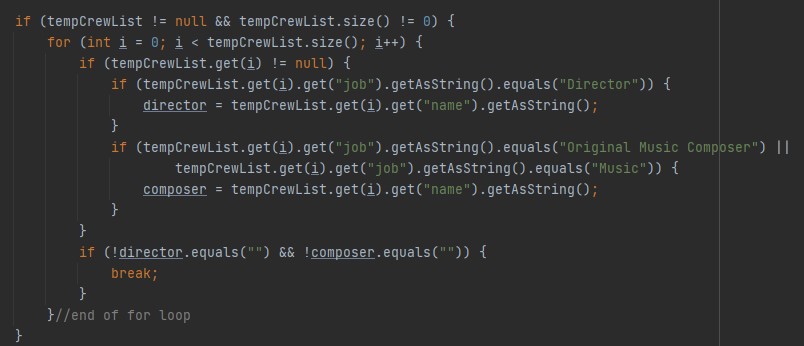 if (tempCrewList != null && tempCrewList.size() != 0) {
    for (int i = 0; i < tempCrewList.size(); i++) {
        if (tempCrewList.get(i) != null) {
            if (tempCrewList.get(i).get("job").getAsString().equals("Director")) {
                director = tempCrewList.get(i).get("name").getAsString();
            }
            if (tempCrewList.get(i).get("job").getAsString().equals("Original Music Composer") ||
                    tempCrewList.get(i).get("job").getAsString().equals("Music")) {
                composer = tempCrewList.get(i).get("name").getAsString();
            }
        }
        if (!director.equals("") && !composer.equals("")) {
            break;
        }
    }//end of for loop
}